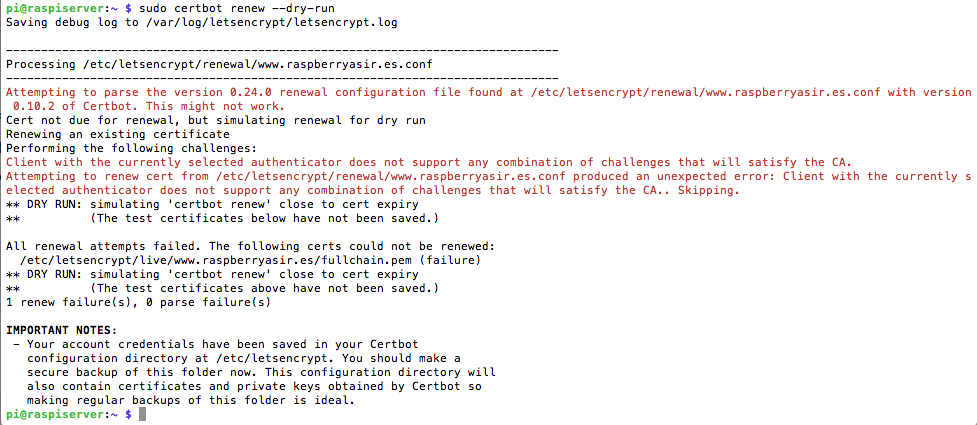 pi@raspiserver:~ $ sudo certbot renew --dry-run
Saving debug log to /var/log/letsencrypt/letsencrypt.log
-------------------------------------------------------------------------------
Processing /etc/letsencrypt/renewal/www.raspberryasir.es.conf
-------------------------------------------------------------------------------
Attempting to parse the version 0.24.0 renewal configuration file found at /etc/letsencrypt/renewal/www.raspberryasir.es.conf with version
 0.10.2 of Certbot. This might not work.
Cert not due for renewal, but simulating renewal for dry run
Renewing an existing certificate
Performing the following challenges:
Client with the currently selected authenticator does not support any combination of challenges that will satisfy the CA.
Attempting to renew cert from /etc/letsencrypt/renewal/www.raspberryasir.es.conf produced an unexpected error: Client with the currently s
elected authenticator does not support any combination of challenges that will satisfy the CA.. Skipping.
** DRY RUN: simulating 'certbot renew' close to cert expiry
**          (The test certificates below have not been saved.)
All renewal attempts failed. The following certs could not be renewed:
  /etc/letsencrypt/live/www.raspberryasir.es/fullchain.pem (failure)
** DRY RUN: simulating 'certbot renew' close to cert expiry
**          (The test certificates above have not been saved.)
1 renew failure(s), 0 parse failure(s)
IMPORTANT NOTES:
 - Your account credentials have been saved in your Certbot
   configuration directory at /etc/letsencrypt. You should make a
   secure backup of this folder now. This configuration directory will
   also contain certificates and private keys obtained by Certbot so
   making regular backups of this folder is ideal.
pi@raspiserver:~ $